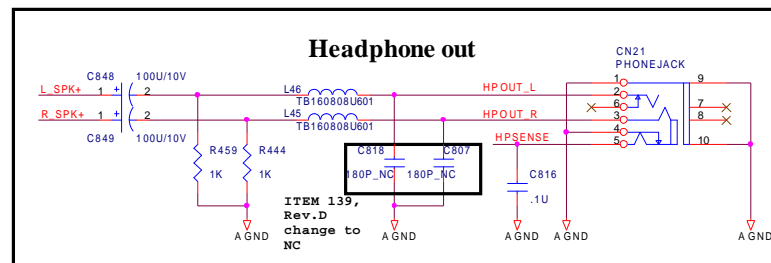 Headphone out
CN21
PHONEJACK
C848 100U/10V
L_SPK+ 1 + 2
R_SPK+ 1 + 2
C849 100U/10V
L46
TB160808U601
L45
TB160808U601
HPOUT_L
HPOUT_R
HPSENSE
1
2
6
3
4
5
9
7
8
10
R459
1K
R444
1K
C818
180P_NC
C807
180P_NC
C816
.1U
ITEM 139,
Rev.D
change to
NC
AGND
AGND
AGND
AGND